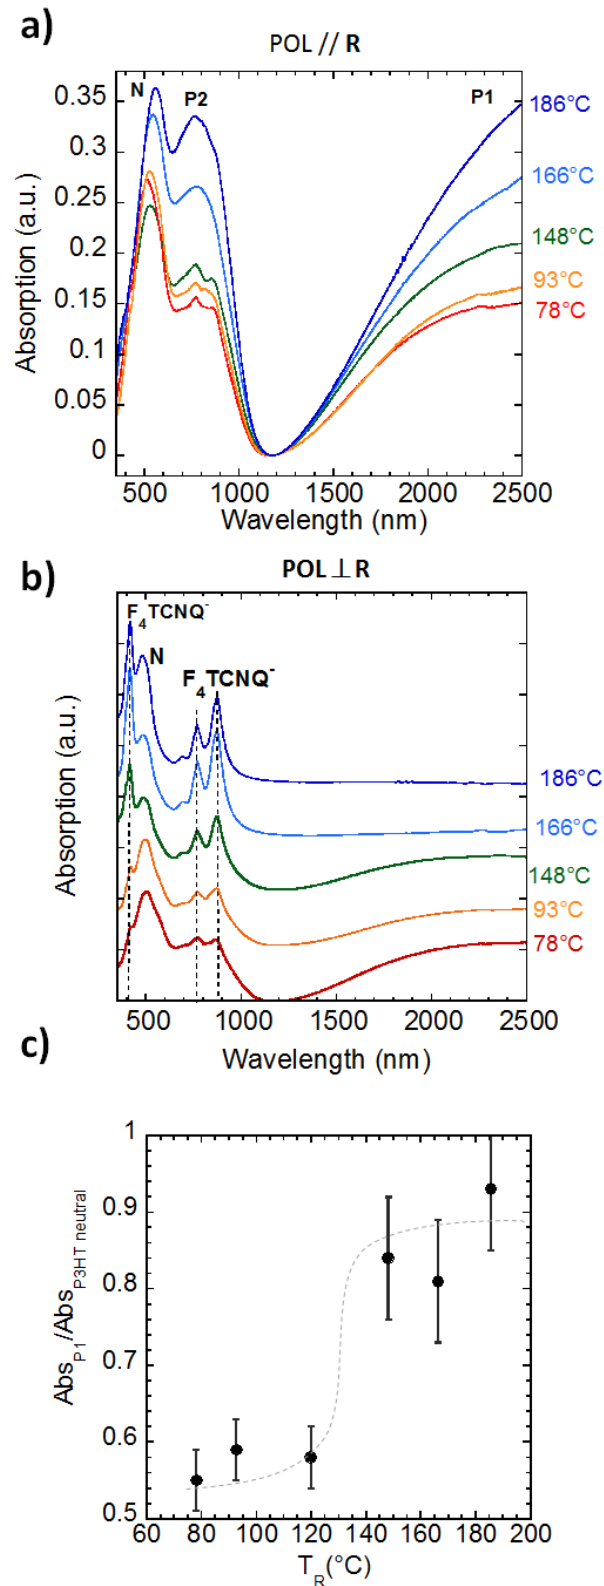 a)
POL // R
N
P2
P1
0.35
0.3
0.25
0.2
0.15
0.1
0.05
0
Absorption (a.u.)
186°C
166°C
148°C
93°C
78°C
500 1000 1500 2000 2500
Wavelength (nm)
b)
POL ⊥ R
F4TCNQ-
N
F4TCNQ-
Absorption (a.u.)
186°C
166°C
148°C
93°C
78°C
500 1000 1500 2000 2500
Wavelength (nm)
c)
1
0.9
0.8
0.7
0.6
0.5
AbsP1/AbsP3HT neutral
60 80 100 120 140 160 180 200
TR(°C)